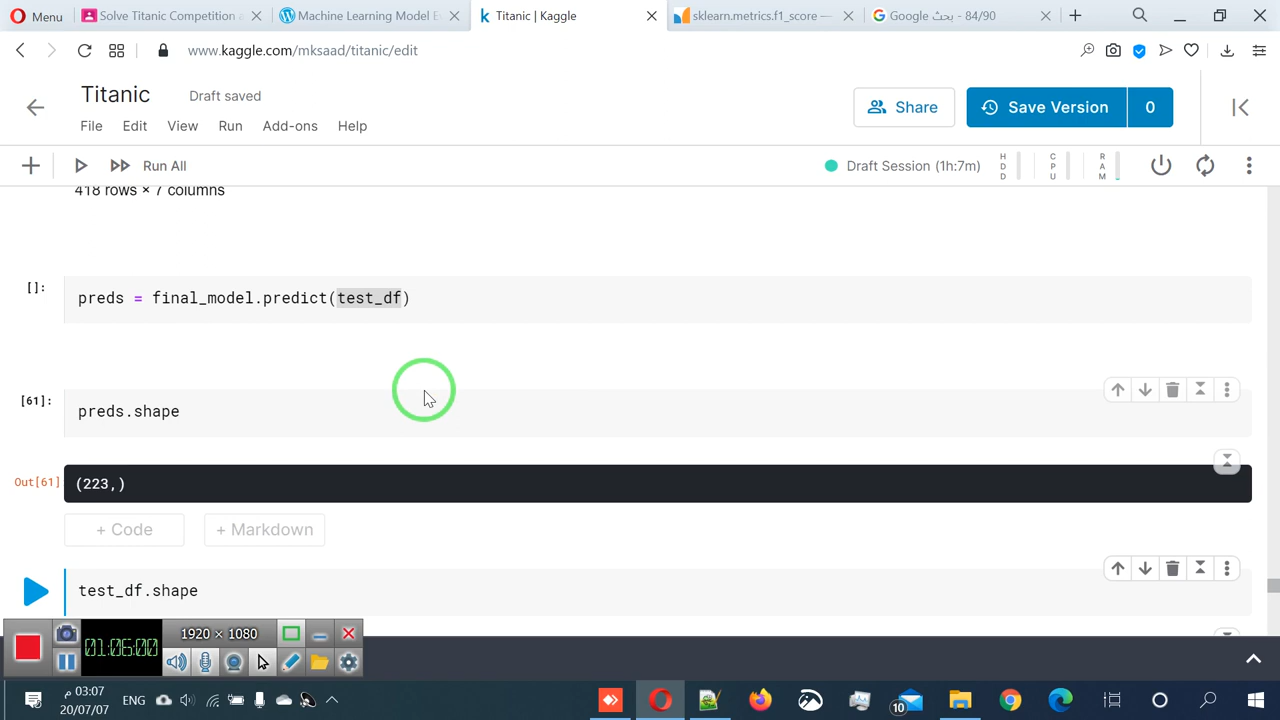 Menu
Solve Titanic Competition a
Machine Learning Model E
Titanic | Kaggle
sklearn.metrics.f1_score —
84/90 - بحث Google
www.kaggle.com/mksaad/titanic/edit
Titanic
Draft saved
Share
Save Version
0
File
Edit
View
Run
Add-ons
Help
Run All
Draft Session (1h:7m)
HDD
CPU
RAM
418 rows × 7 columns
[]:
preds = final_model.predict(test_df)
[61]:
preds.shape
Out[61]:
(223,)
+ Code
+ Markdown
test_df.shape
01:06:00
1920 × 1080
03:07 م
20/07/07
ENG
10